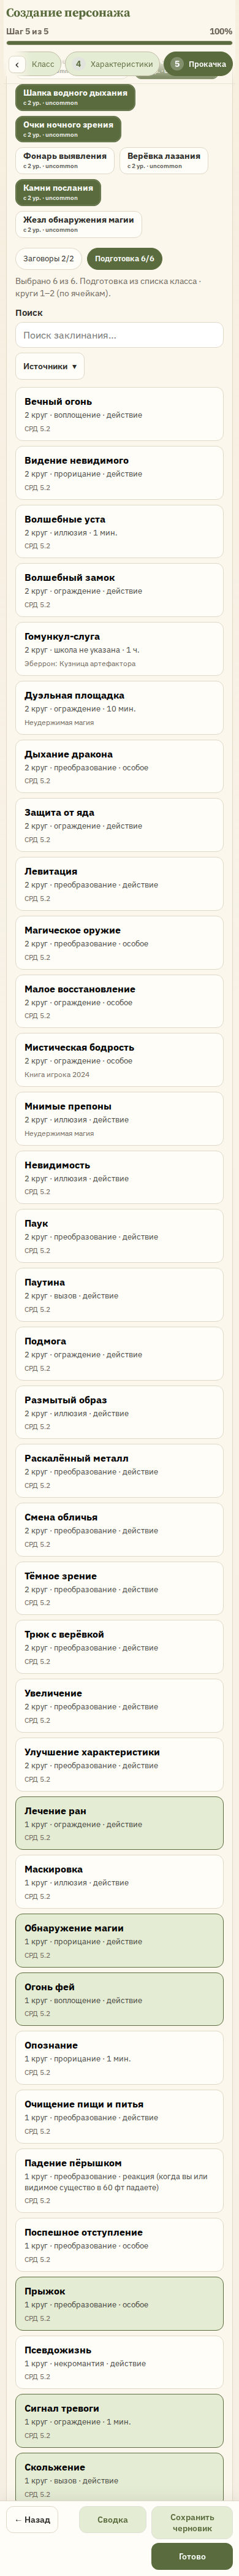 Создание персонажа
Шаг 5 из 5
100%
‹
Класс
4 Характеристики
5 Прокачка
Шапка водного дыхания
с 2 ур. · uncommon
Очки ночного зрения
с 2 ур. · uncommon
Фонарь выявления
с 2 ур. · uncommon
Верёвка лазания
с 2 ур. · uncommon
Камни послания
с 2 ур. · uncommon
Жезл обнаружения магии
с 2 ур. · uncommon
Заговоры 2/2
Подготовка 6/6
Выбрано 6 из 6. Подготовка из списка класса ·
круги 1–2 (по ячейкам).
Поиск
Поиск заклинания…
Источники ▾
Вечный огонь
2 круг · воплощение · действие
СРД 5.2
Видение невидимого
2 круг · прорицание · действие
СРД 5.2
Волшебные уста
2 круг · иллюзия · 1 мин.
СРД 5.2
Волшебный замок
2 круг · ограждение · действие
СРД 5.2
Гомункул-слуга
2 круг · школа не указана · 1 ч.
Эберрон: Кузница артефактора
Дуэльная площадка
2 круг · ограждение · 10 мин.
Неудержимая магия
Дыхание дракона
2 круг · преобразование · особое
СРД 5.2
Защита от яда
2 круг · ограждение · действие
СРД 5.2
Левитация
2 круг · преобразование · действие
СРД 5.2
Магическое оружие
2 круг · преобразование · особое
СРД 5.2
Малое восстановление
2 круг · ограждение · особое
СРД 5.2
Мистическая бодрость
2 круг · ограждение · особое
Книга игрока 2024
Мнимые препоны
2 круг · иллюзия · действие
Неудержимая магия
Невидимость
2 круг · иллюзия · действие
СРД 5.2
Паук
2 круг · преобразование · действие
СРД 5.2
Паутина
2 круг · вызов · действие
СРД 5.2
Подмога
2 круг · ограждение · действие
СРД 5.2
Размытый образ
2 круг · иллюзия · действие
СРД 5.2
Раскалённый металл
2 круг · преобразование · действие
СРД 5.2
Смена обличья
2 круг · преобразование · действие
СРД 5.2
Тёмное зрение
2 круг · преобразование · действие
СРД 5.2
Трюк с верёвкой
2 круг · преобразование · действие
СРД 5.2
Увеличение
2 круг · преобразование · действие
СРД 5.2
Улучшение характеристики
2 круг · преобразование · действие
СРД 5.2
Лечение ран
1 круг · ограждение · действие
СРД 5.2
Маскировка
1 круг · иллюзия · действие
СРД 5.2
Обнаружение магии
1 круг · прорицание · действие
СРД 5.2
Огонь фей
1 круг · воплощение · действие
СРД 5.2
Опознание
1 круг · прорицание · 1 мин.
СРД 5.2
Очищение пищи и питья
1 круг · преобразование · действие
СРД 5.2
Падение пёрышком
1 круг · преобразование · реакция (когда вы или
видимое существо в 60 фт падаете)
СРД 5.2
Поспешное отступление
1 круг · преобразование · особое
СРД 5.2
Прыжок
1 круг · преобразование · особое
СРД 5.2
Псевдожизнь
1 круг · некромантия · действие
СРД 5.2
Сигнал тревоги
1 круг · ограждение · 1 мин.
СРД 5.2
Скольжение
1 круг · вызов · действие
СРД 5.2
← Назад
Сводка
Сохранить
черновик
Готово